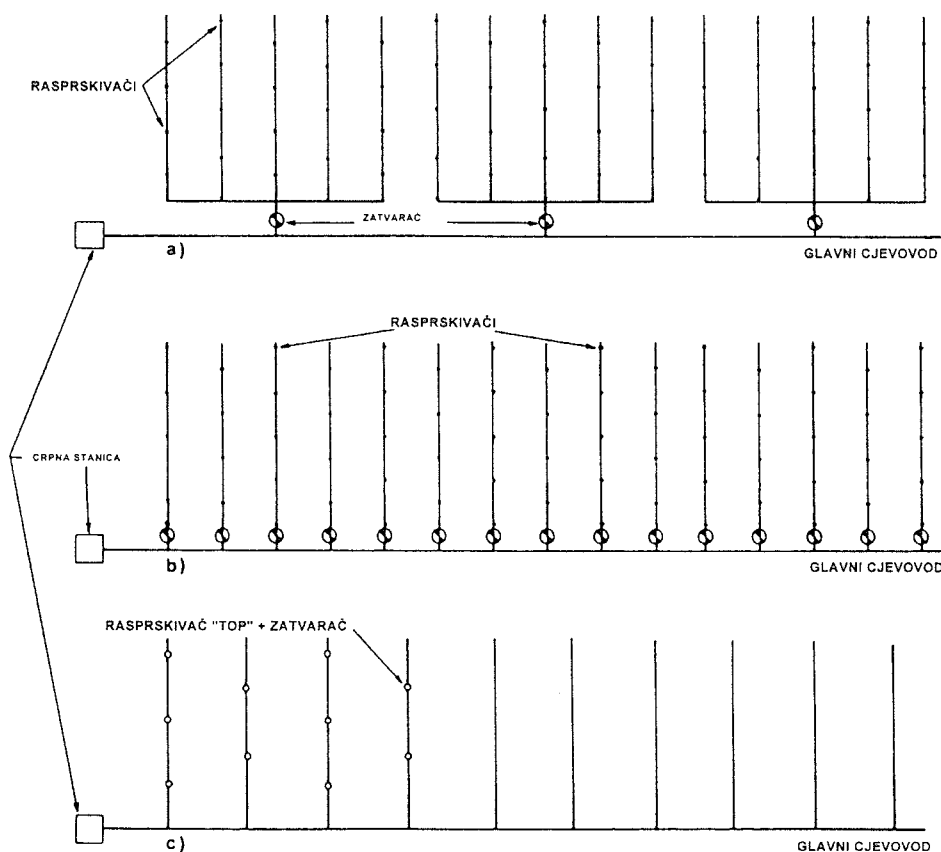 RASPRSKIVAČI
ZATVARAČ
a)
GLAVNI CJEVOVOD
RASPRSKIVAČI
CRPNA STANICA
b)
GLAVNI CJEVOVOD
RASPRSKIVAČ "TOP" + ZATVARAČ
c)
GLAVNI CJEVOVOD